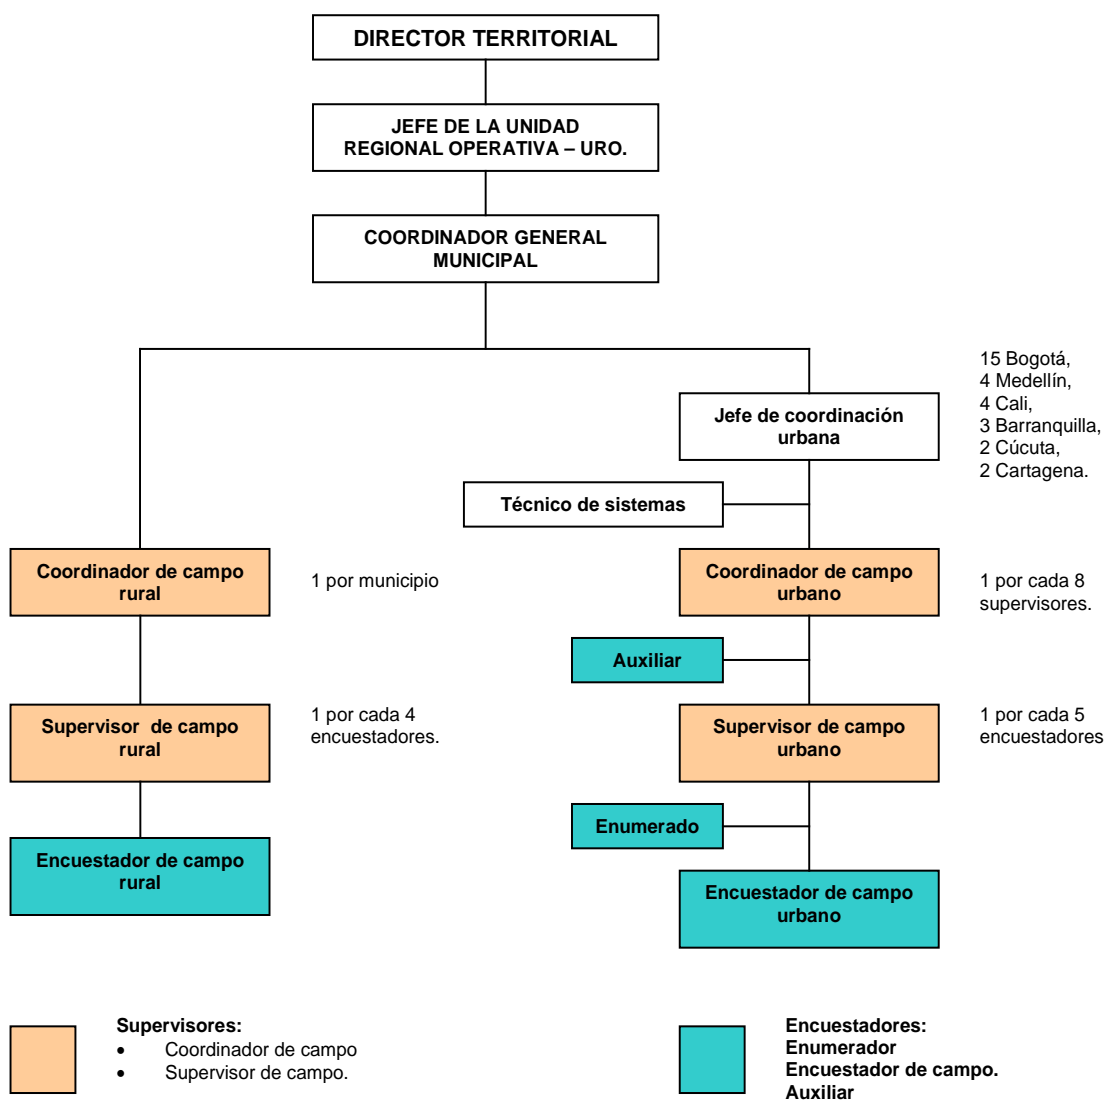 DIRECTOR TERRITORIAL
JEFE DE LA UNIDAD
REGIONAL OPERATIVA – URO.
COORDINADOR GENERAL
MUNICIPAL
15 Bogotá,
4 Medellín,
4 Cali,
3 Barranquilla,
2 Cúcuta,
2 Cartagena.
Jefe de coordinación
urbana
Técnico de sistemas
Coordinador de campo
rural
1 por municipio
Coordinador de campo
urbano
1 por cada 8
supervisores.
Auxiliar
Supervisor de campo
rural
1 por cada 4
encuestadores.
Supervisor de campo
urbano
1 por cada 5
encuestadores
Enumerado
Encuestador de campo
rural
Encuestador de campo
urbano
Supervisores:
• Coordinador de campo
• Supervisor de campo.
Encuestadores:
Enumerador
Encuestador de campo.
Auxiliar